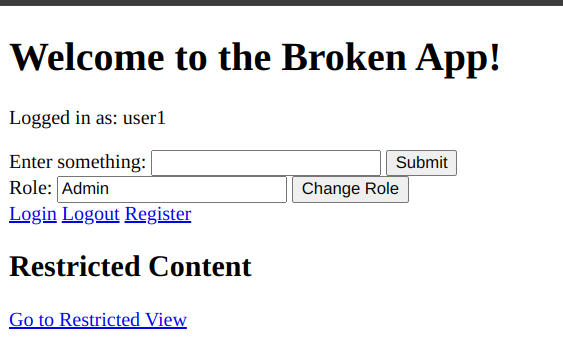 Welcome to the Broken App!
Logged in as: user1
Enter something: Submit
Role: Admin Change Role
Login Logout Register
Restricted Content
Go to Restricted View